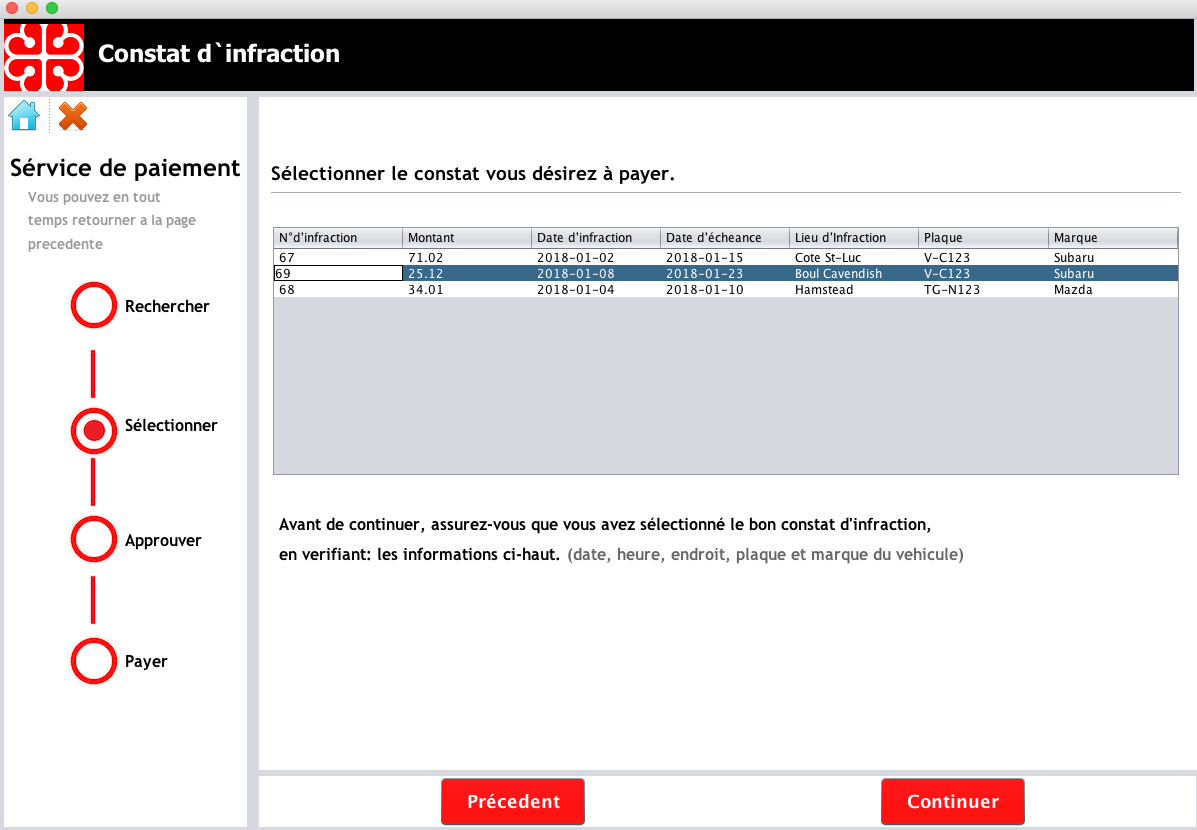 Constat d`infraction
Sérvice de paiement
Vous pouvez en tout
temps retourner a la page
precedente
Rechercher
Sélectionner
Approuver
Payer
Sélectionner le constat vous désirez à payer.
N°d'infraction Montant Date d'infraction Date d'écheance Lieu d'Infraction Plaque Marque
67 71.02 2018-01-02 2018-01-15 Cote St-Luc V-C123 Subaru
69 25.12 2018-01-08 2018-01-23 Boul Cavendish V-C123 Subaru
68 34.01 2018-01-04 2018-01-10 Hamstead TG-N123 Mazda
Avant de continuer, assurez-vous que vous avez sélectionné le bon constat d'infraction,
en verifiant: les informations ci-haut. (date, heure, endroit, plaque et marque du vehicule)
Précedent Continuer